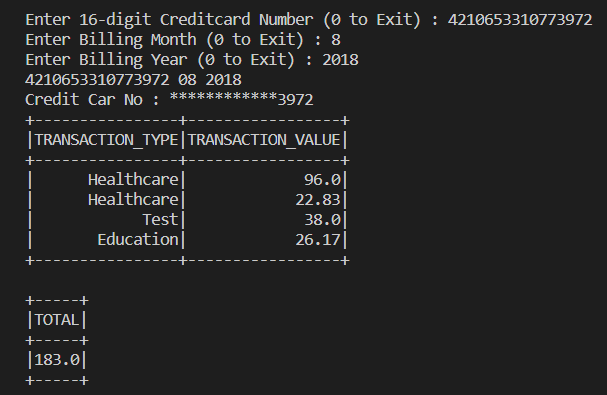 Enter 16-digit Creditcard Number (0 to Exit) : 4210653310773972
Enter Billing Month (0 to Exit) : 8
Enter Billing Year (0 to Exit) : 2018
4210653310773972 08 2018
Credit Car No : ************3972
+----------------+-----------------+
|TRANSACTION_TYPE|TRANSACTION_VALUE|
+----------------+-----------------+
|      Healthcare|             96.0|
|      Healthcare|            22.83|
|            Test|             38.0|
|       Education|            26.17|
+----------------+-----------------+
+-----+
|TOTAL|
+-----+
|183.0|
+-----+